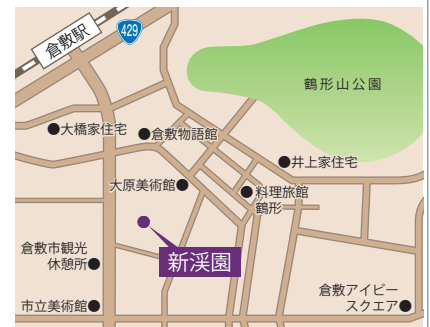 倉敷駅
429
鶴形山公園
大橋家住宅
倉敷物語館
井上家住宅
大原美術館
料理旅館
鶴形
新渓園
倉敷市観光
休憩所
倉敷アイビー
スクエア
市立美術館